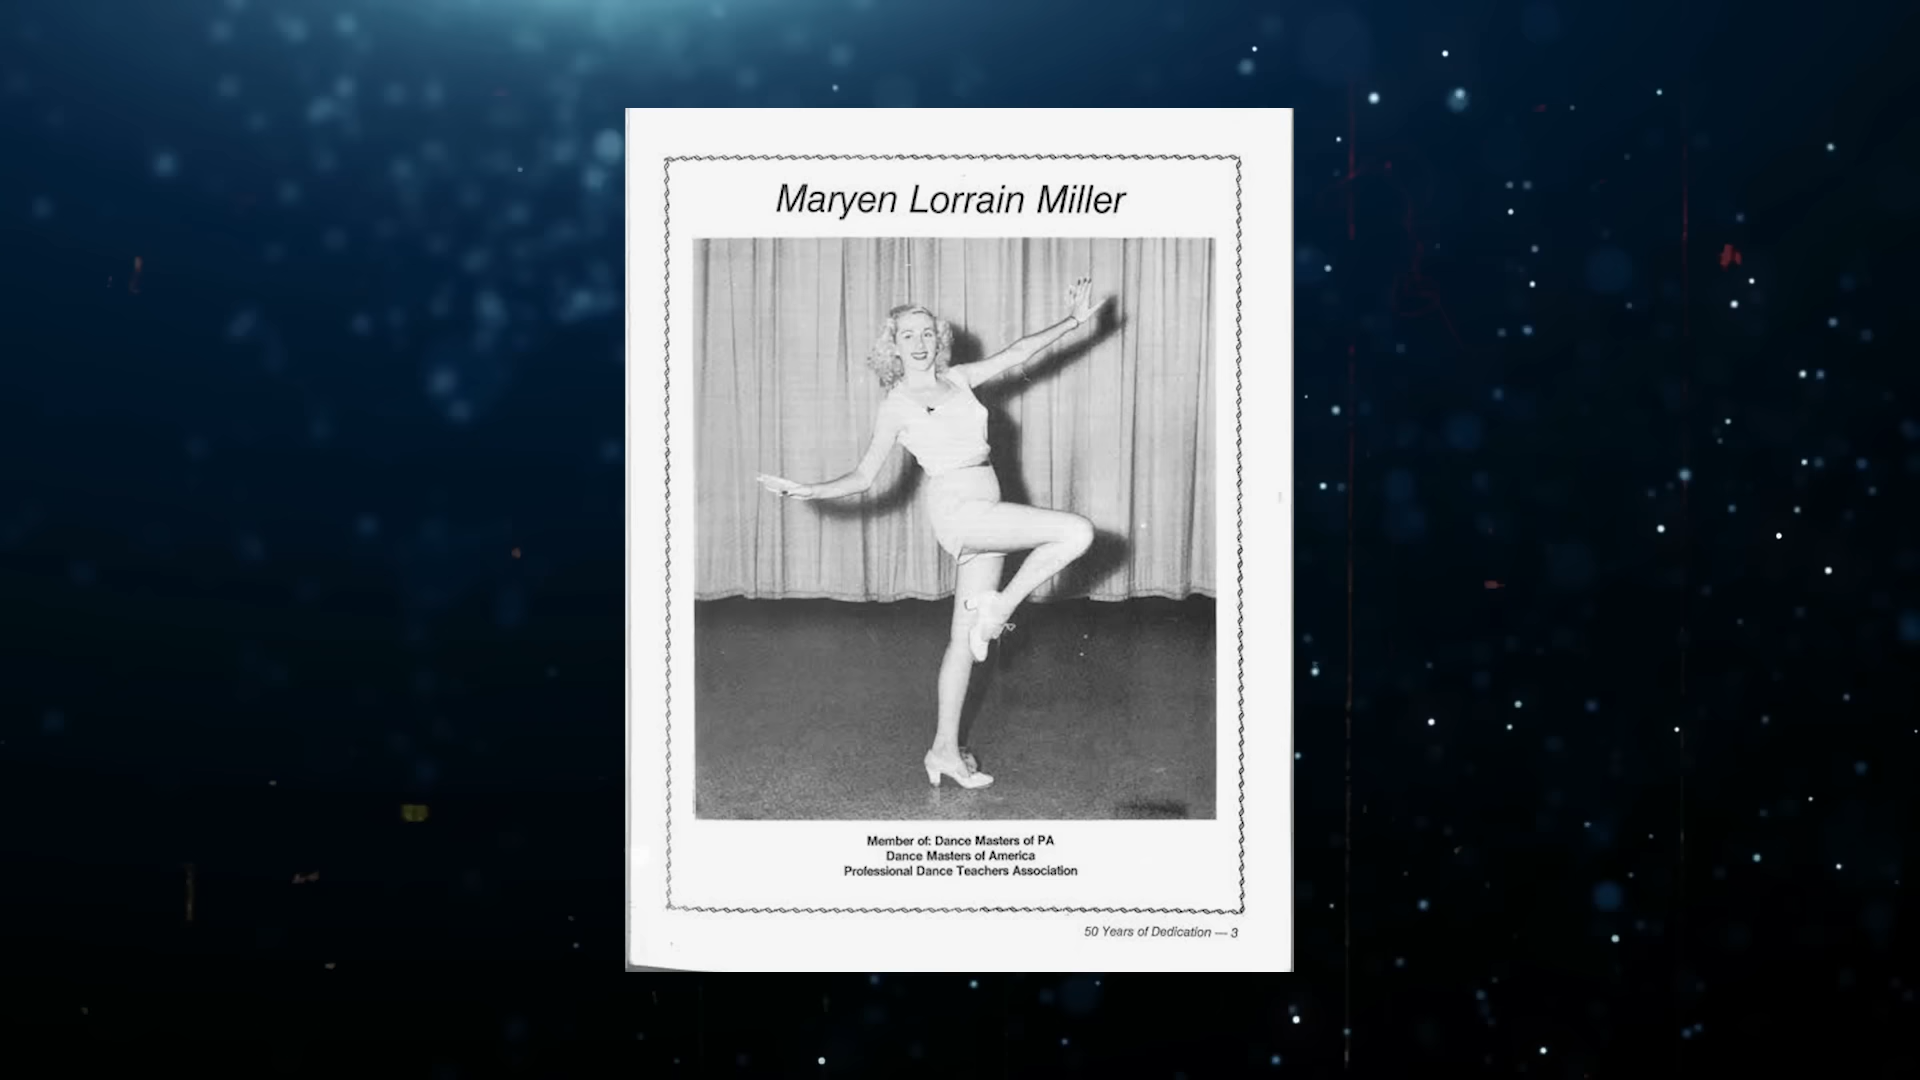 Maryen Lorrain Miller
Member of: Dance Masters of PA
Dance Masters of America
Professional Dance Teachers Association
50 Years of Dedication — 3